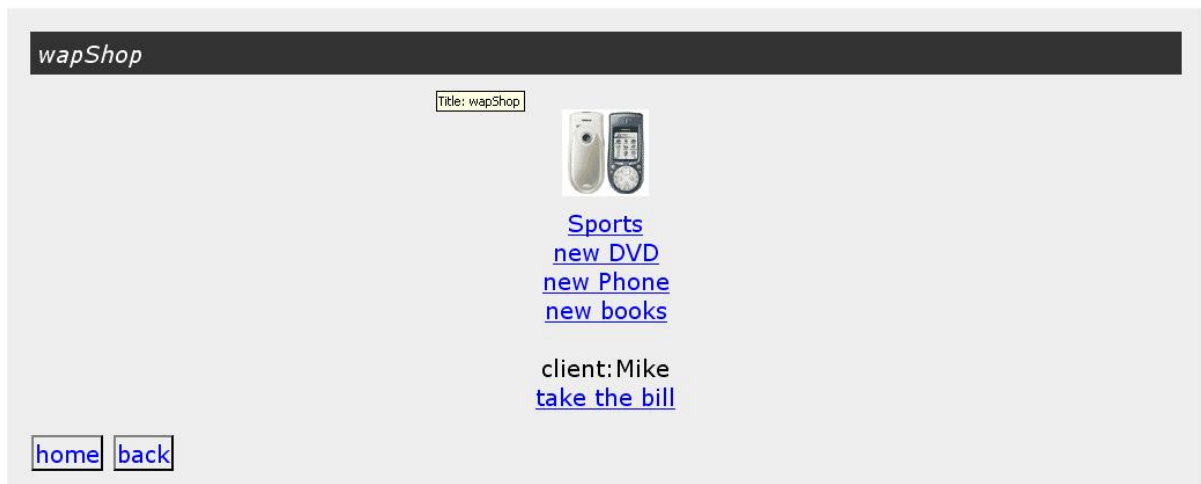 wapShop
Title: wapShop
Sports
new DVD
new Phone
new books
client:Mike
take the bill
home back